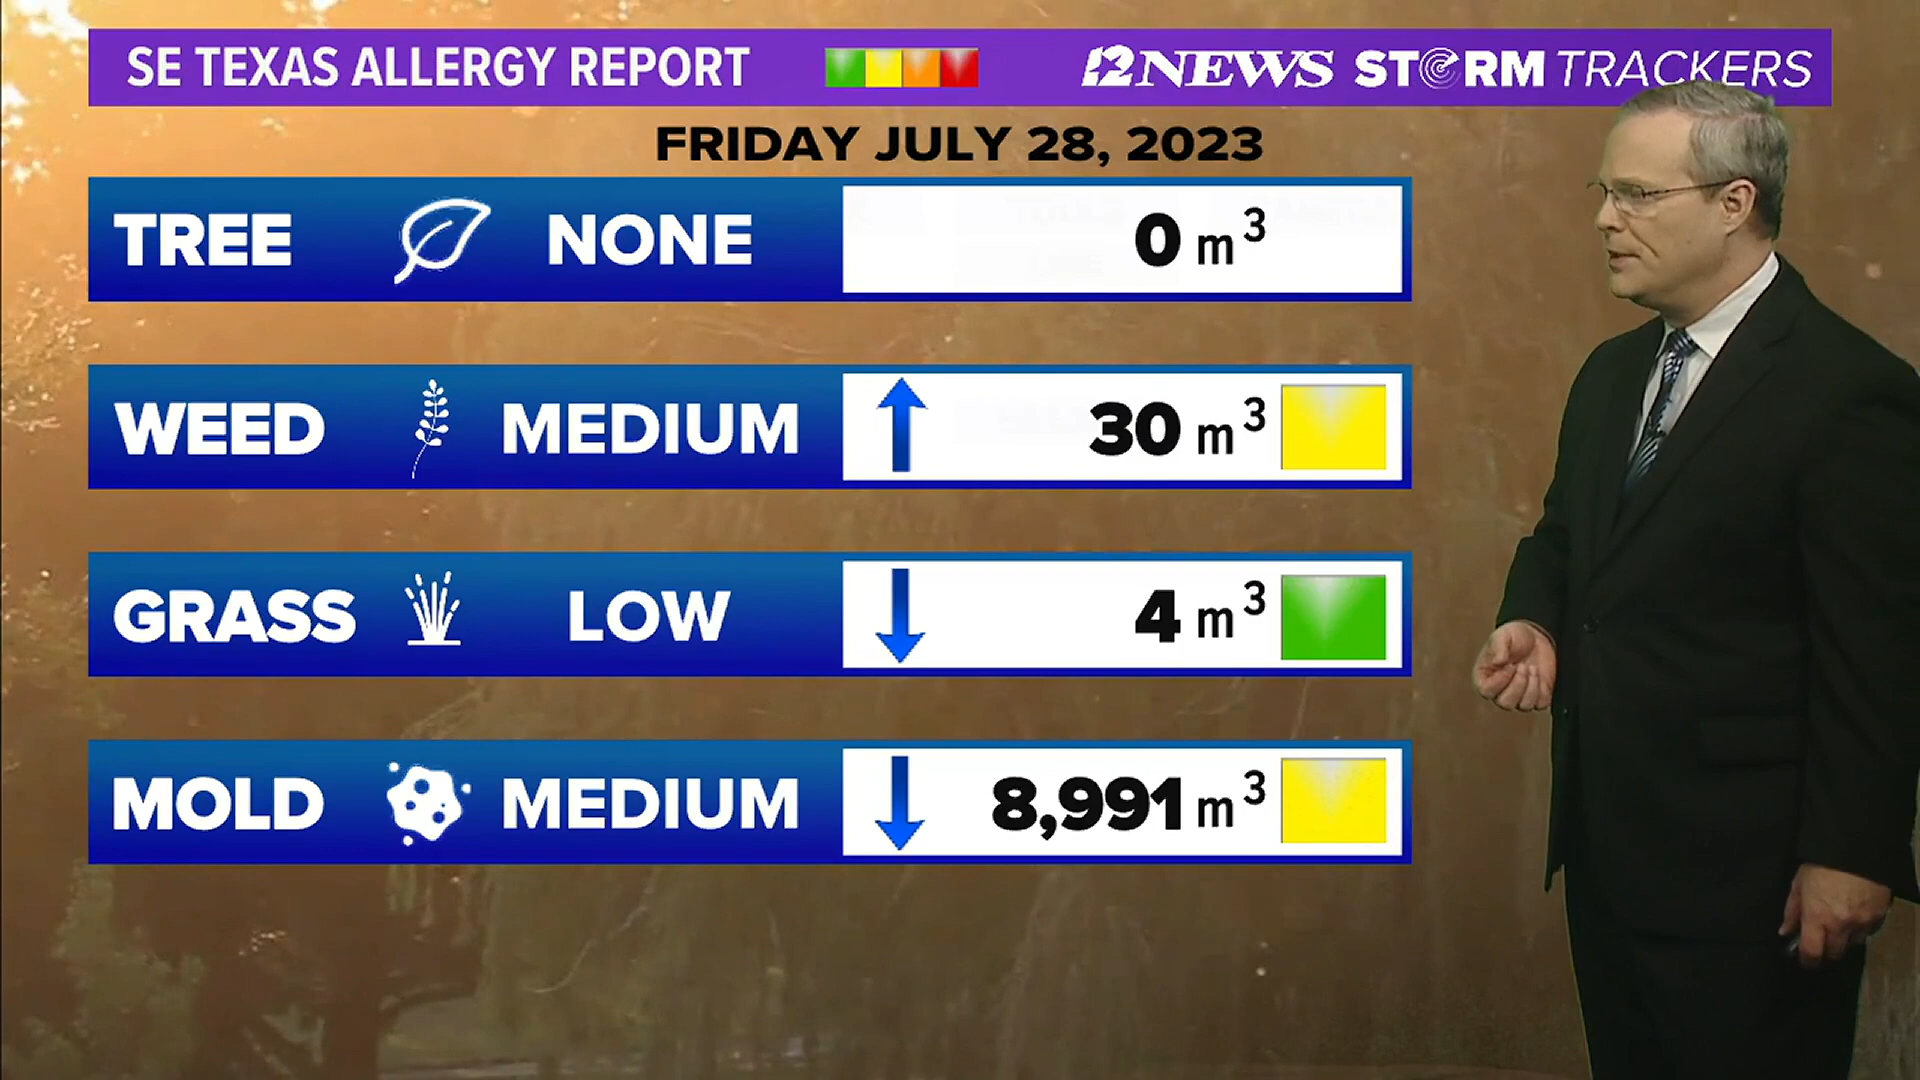 SE TEXAS ALLERGY REPORT 12NEWS STORM TRACKERS
FRIDAY JULY 28, 2023
TREE NONE 0 m³
WEED MEDIUM 30 m³
GRASS LOW 4 m³
MOLD MEDIUM 8,991 m³